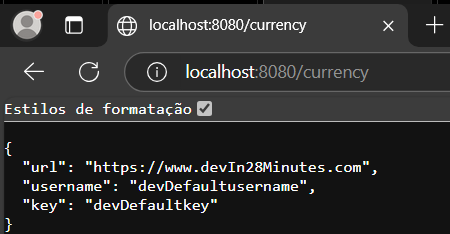 localhost:8080/currency
localhost:8080/currency
Estilos de formatação
{
"url": "https://www.devIn28Minutes.com",
"username": "devDefaultusername",
"key": "devDefaultkey"
}